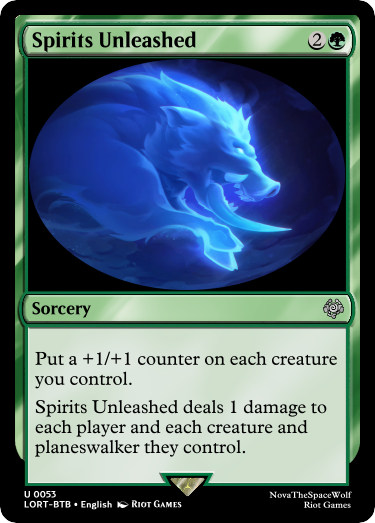 Spirits Unleashed 2
Sorcery
Put a +1/+1 counter on each creature
you control.
Spirits Unleashed deals 1 damage to
each player and each creature and
planeswalker they control.
U 0053 NovaTheSpaceWolf
LORT-BTB • English Riot Games Riot Games